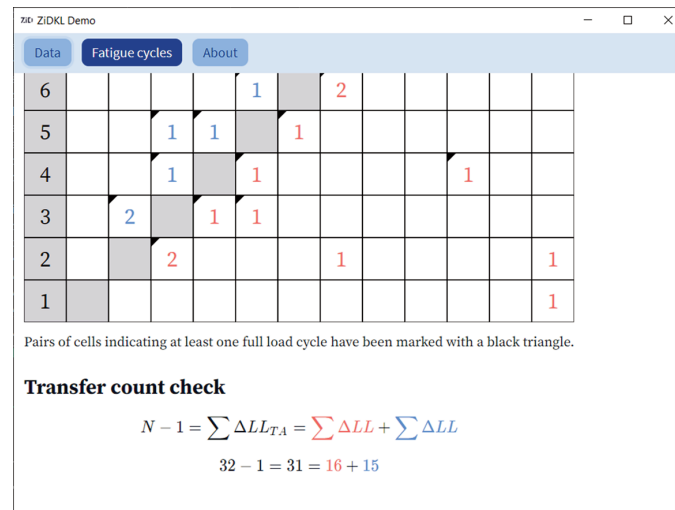 ZiD ZiDKL Demo
Data Fatigue cycles About
6 1 2
5 1 1 1
4 1 1 1
3 2 1 1
2 2 1 1
1 1
Pairs of cells indicating at least one full load cycle have been marked with a black triangle.
Transfer count check
N − 1 = ∑ ΔLL_TA = ∑ ΔLL + ∑ ΔLL
32 − 1 = 31 = 16 + 15